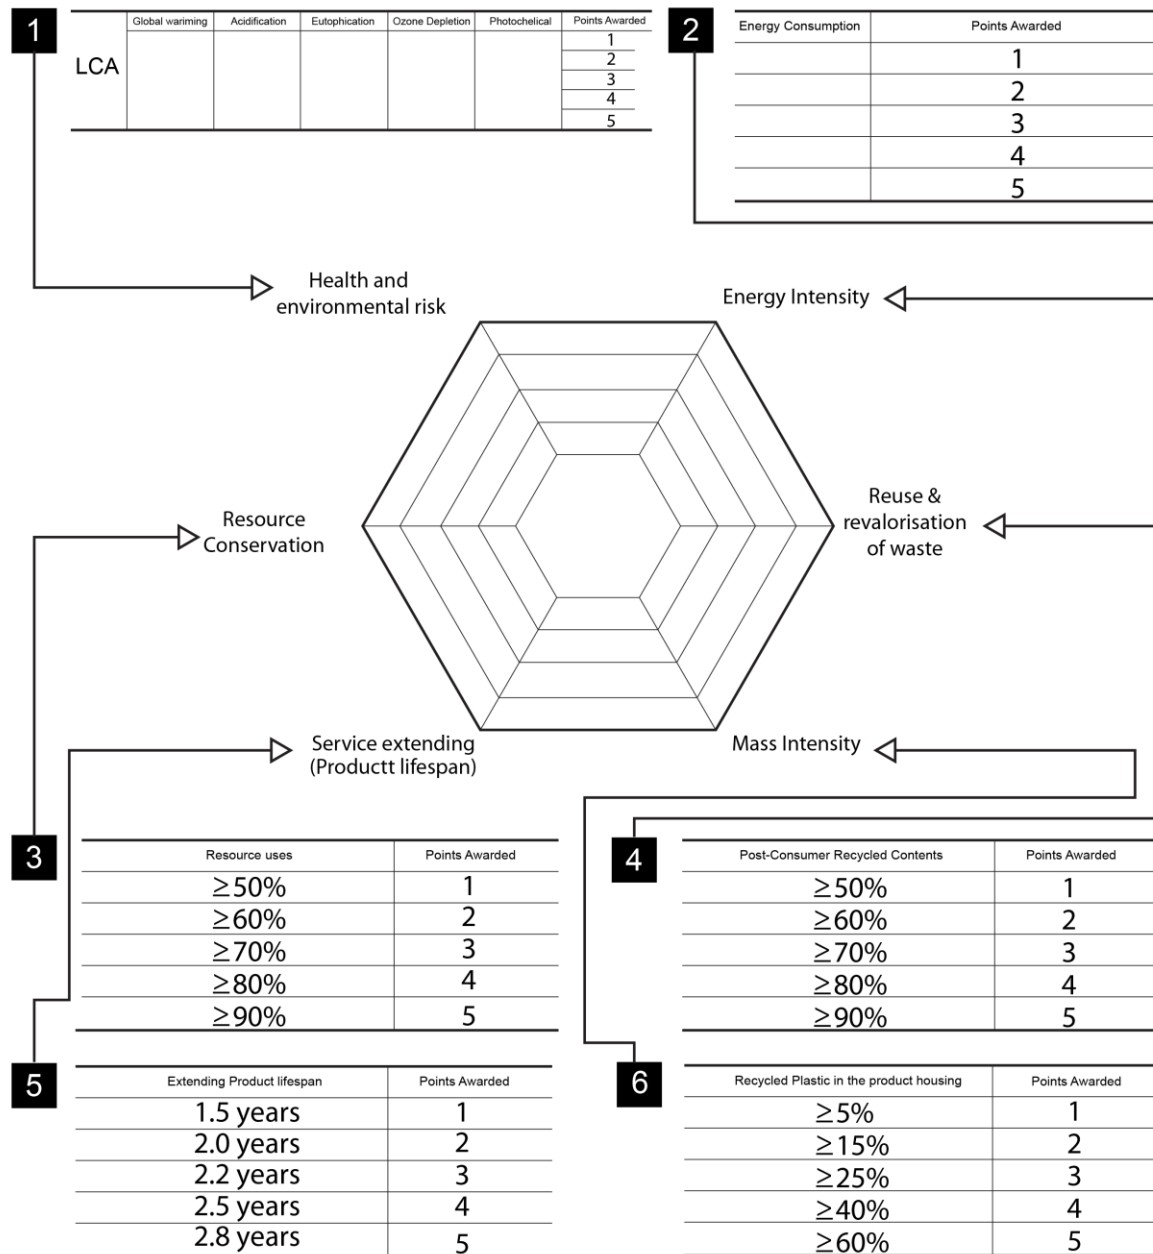 1
Global wariming Acidification Eutophication Ozone Depletion Photochelical Points Awarded
LCA
1
2
3
4
5
2
Energy Consumption Points Awarded
1
2
3
4
5
Health and
environmental risk
Energy Intensity
Resource
Conservation
Reuse &
revalorisation
of waste
Service extending
(Productt lifespan)
Mass Intensity
3
Resource uses Points Awarded
≥50% 1
≥60% 2
≥70% 3
≥80% 4
≥90% 5
4
Post-Consumer Recycled Contents Points Awarded
≥50% 1
≥60% 2
≥70% 3
≥80% 4
≥90% 5
5
Extending Product lifespan Points Awarded
1.5 years 1
2.0 years 2
2.2 years 3
2.5 years 4
2.8 years 5
6
Recycled Plastic in the product housing Points Awarded
≥5% 1
≥15% 2
≥25% 3
≥40% 4
≥60% 5